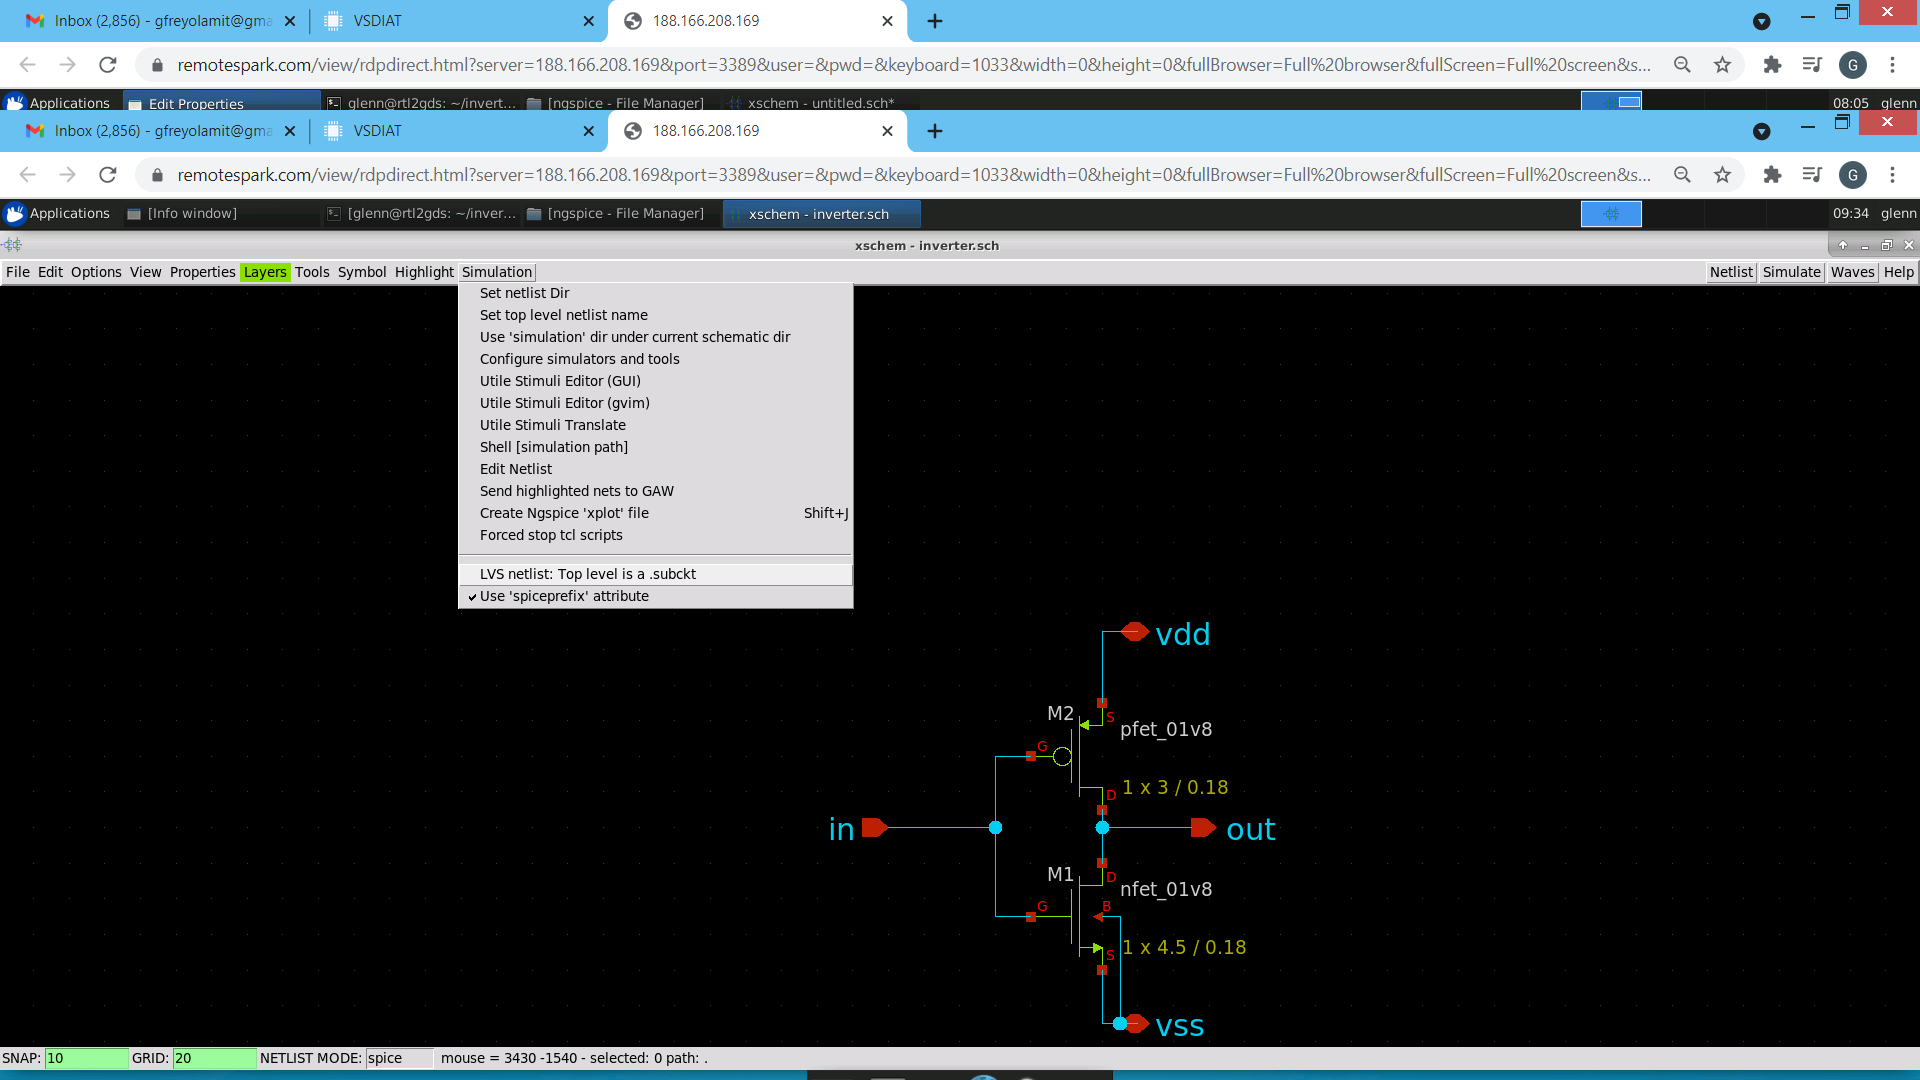 Inbox (2,856) - gfreyolamit@gma
VSDIAT
188.166.208.169
remotespark.com/view/rdpdirect.html?server=188.166.208.169&port=3389&user=&pwd=&keyboard=1033&width=0&height=0&fullBrowser=Full%20browser&fullScreen=Full%20screen&s...
G
Applications
Edit Properties
glenn@rtl2gds: ~/invert...
[ngspice - File Manager]
xschem - untitled.sch*
08:05
glenn
Inbox (2,856) - gfreyolamit@gma
VSDIAT
188.166.208.169
remotespark.com/view/rdpdirect.html?server=188.166.208.169&port=3389&user=&pwd=&keyboard=1033&width=0&height=0&fullBrowser=Full%20browser&fullScreen=Full%20screen&s...
G
Applications
[Info window]
[glenn@rtl2gds: ~/inver...
[ngspice - File Manager]
xschem - inverter.sch
09:34
glenn
xschem - inverter.sch
File Edit Options View Properties Layers Tools Symbol Highlight Simulation
Netlist Simulate Waves Help
Set netlist Dir
Set top level netlist name
Use 'simulation' dir under current schematic dir
Configure simulators and tools
Utile Stimuli Editor (GUI)
Utile Stimuli Editor (gvim)
Utile Stimuli Translate
Shell [simulation path]
Edit Netlist
Send highlighted nets to GAW
Create Ngspice 'xplot' file Shift+J
Forced stop tcl scripts
LVS netlist: Top level is a .subckt
Use 'spiceprefix' attribute
vdd
M2
S
pfet_01v8
G
1 x 3 / 0.18
D
in
out
M1
D
nfet_01v8
G
B
1 x 4.5 / 0.18
S
vss
SNAP: 10 GRID: 20 NETLIST MODE: spice mouse = 3430 -1540 - selected: 0 path: .